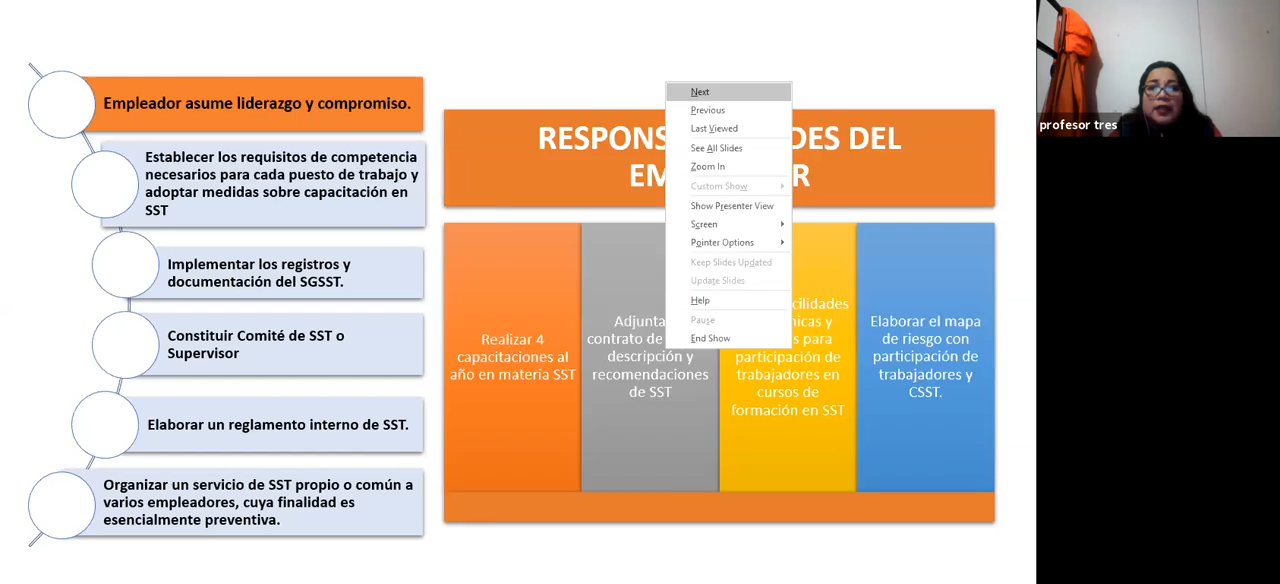 Empleador asume liderazgo y compromiso.
Establecer los requisitos de competencia
necesarios para cada puesto de trabajo y
adoptar medidas sobre capacitación en
SST
Implementar los registros y
documentación del SGSST.
Constituir Comité de SST o
Supervisor
Elaborar un reglamento interno de SST.
Organizar un servicio de SST propio o común a
varios empleadores, cuya finalidad es
esencialmente preventiva.
DES DEL
Realizar 4
capacitaciones al
año en materia SST
contrato de
descripción y
recomendaciones
de SST
para
participación de
trabajadores en
cursos de
formación en SST
Elaborar el mapa
de riesgo con
participación de
trabajadores y
CSST.
Next
Previous
Last Viewed
See All Slides
Zoom In
Custom Show
Show Presenter View
Screen
Pointer Options
Keep Slides Updated
Update Slides
Help
Pause
End Show
profesor tres